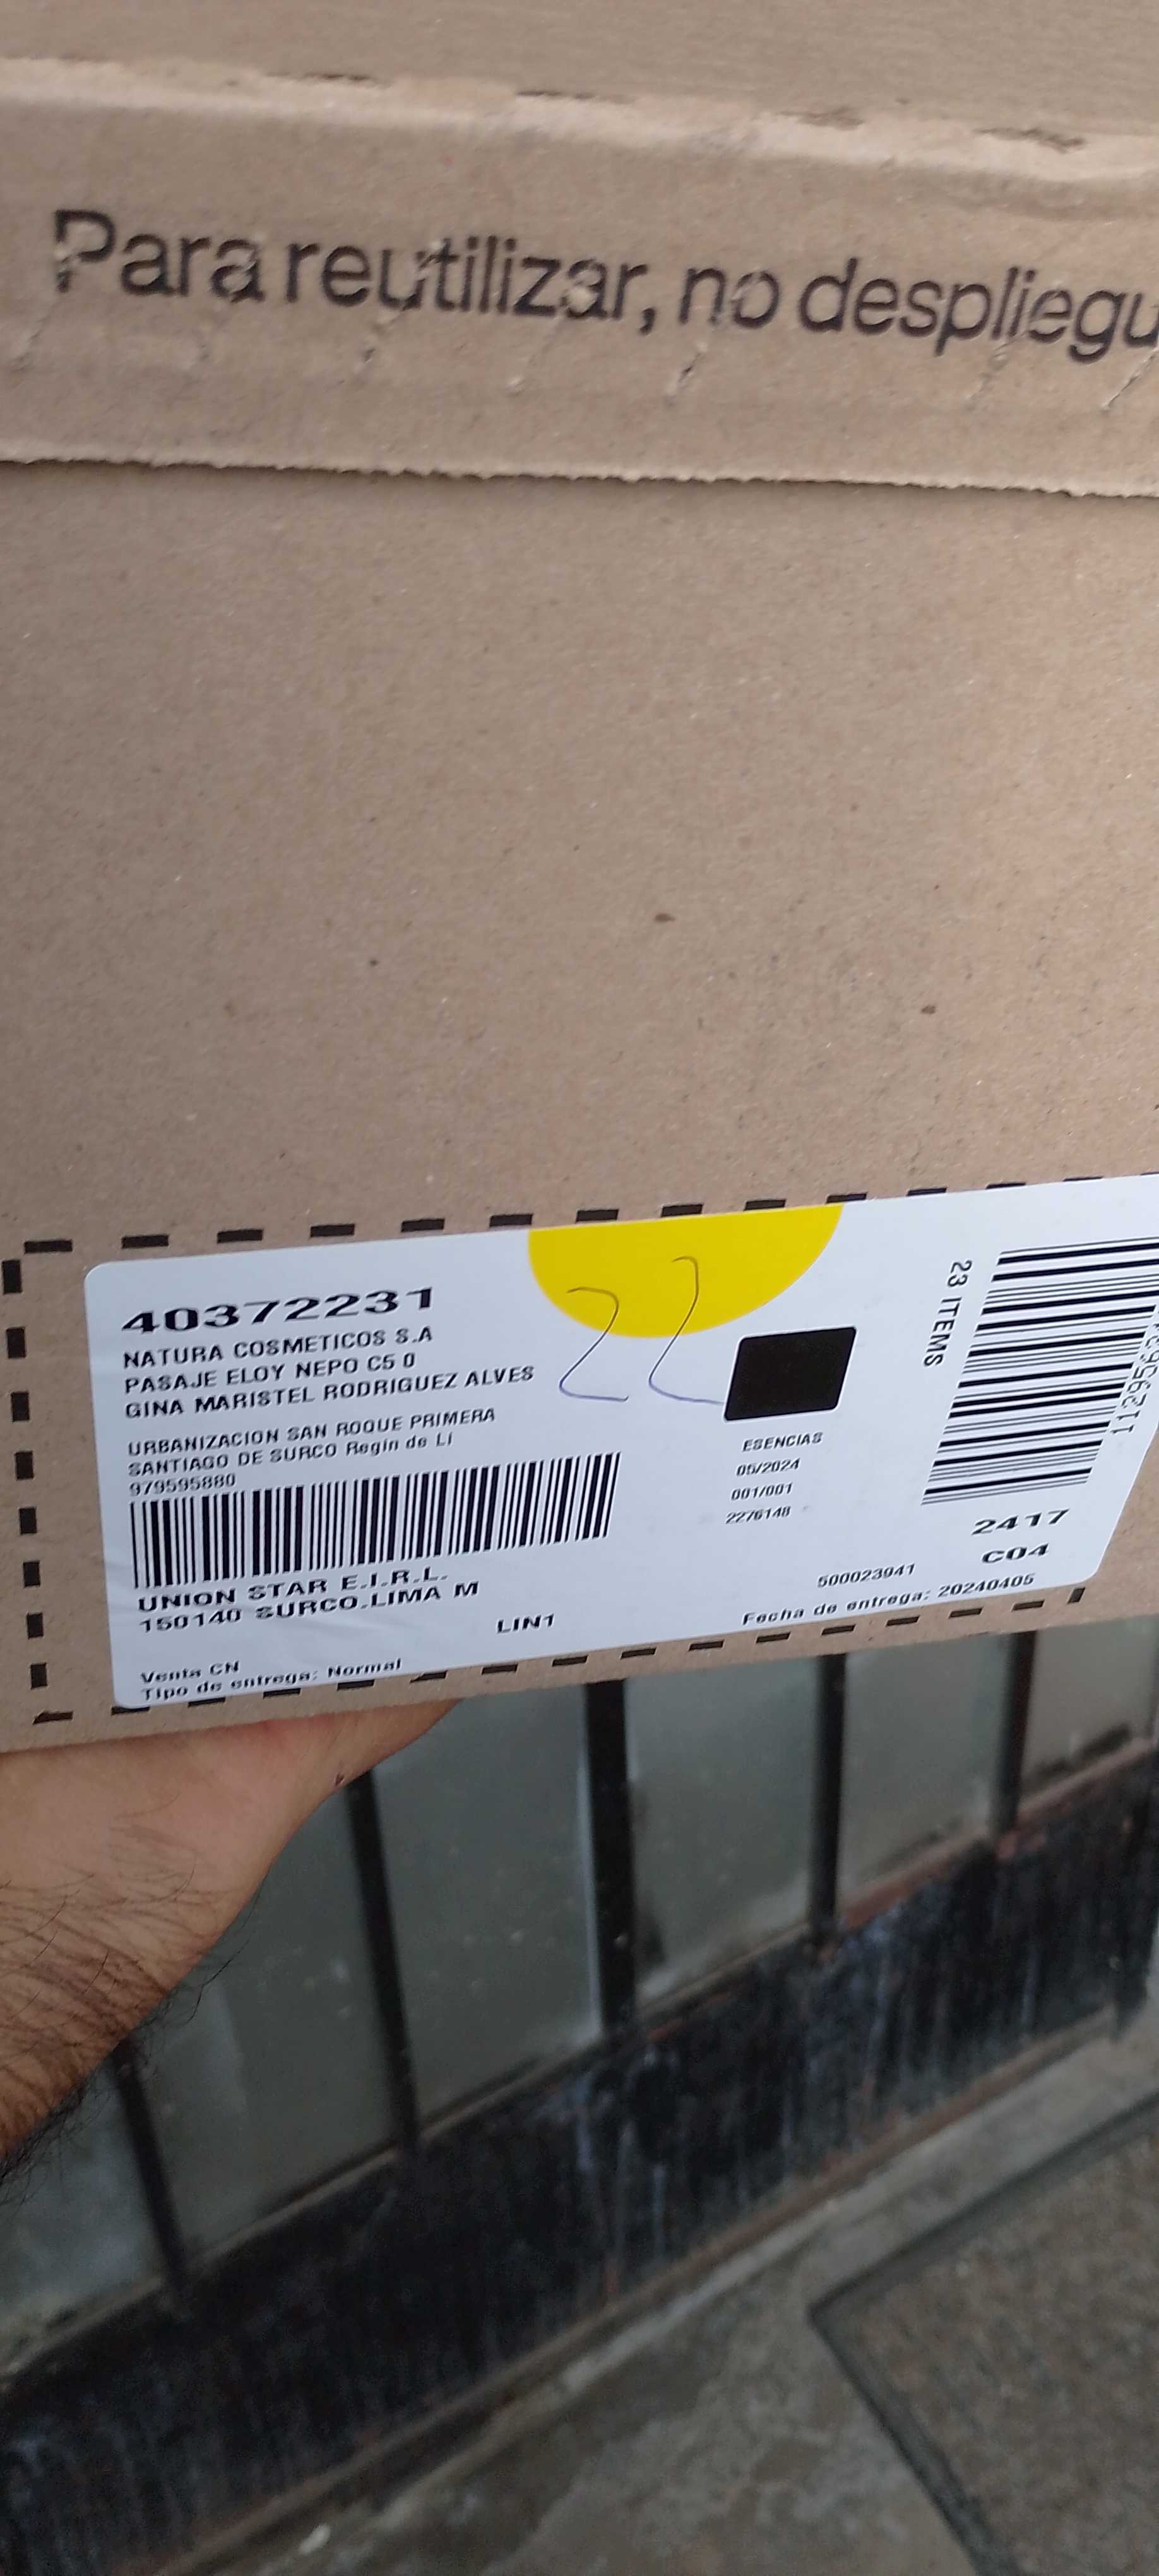 Para reutilizar, no despliegu
40372231
NATURA COSMETICOS S.A
PASAJE ELOY NEPO C5 0
GINA MARISTEL RODRIGUEZ ALVES
URBANIZACION SAN ROQUE PRIMERA
SANTIAGO DE SURCO Regin de Li
979595880
UNION STAR E.I.R.L.
150140 SURCO.LIMA M
LIN1
Venta CN
Tipo de entrega: Normal
22
ESENCIAS
05/2024
001/001
2276148
23 ITEMS
2417
C04
500023941
Fecha de entrega: 20240405